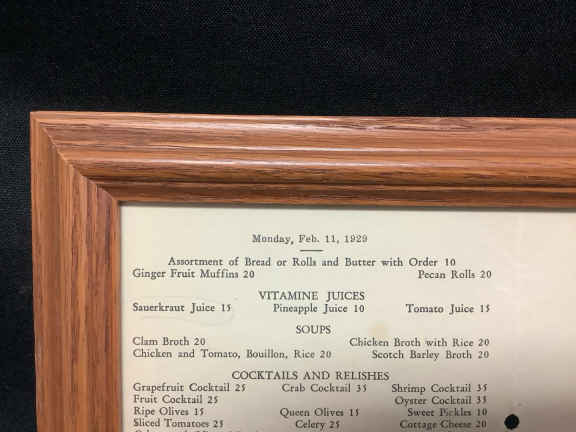 Monday, Feb. 11, 1929
Assortment of Bread or Rolls and Butter with Order 10
Ginger Fruit Muffins 20 Pecan Rolls 20
VITAMINE JUICES
Sauerkraut Juice 15 Pineapple Juice 10 Tomato Juice 15
SOUPS
Clam Broth 20 Chicken Broth with Rice 20
Chicken and Tomato, Bouillon, Rice 20 Scotch Barley Broth 20
COCKTAILS AND RELISHES
Grapefruit Cocktail 25 Crab Cocktail 35 Shrimp Cocktail 35
Fruit Cocktail 25 Oyster Cocktail 35
Ripe Olives 15 Queen Olives 15 Sweet Pickles 10
Sliced Tomatoes 25 Celery 25 Cottage Cheese 20